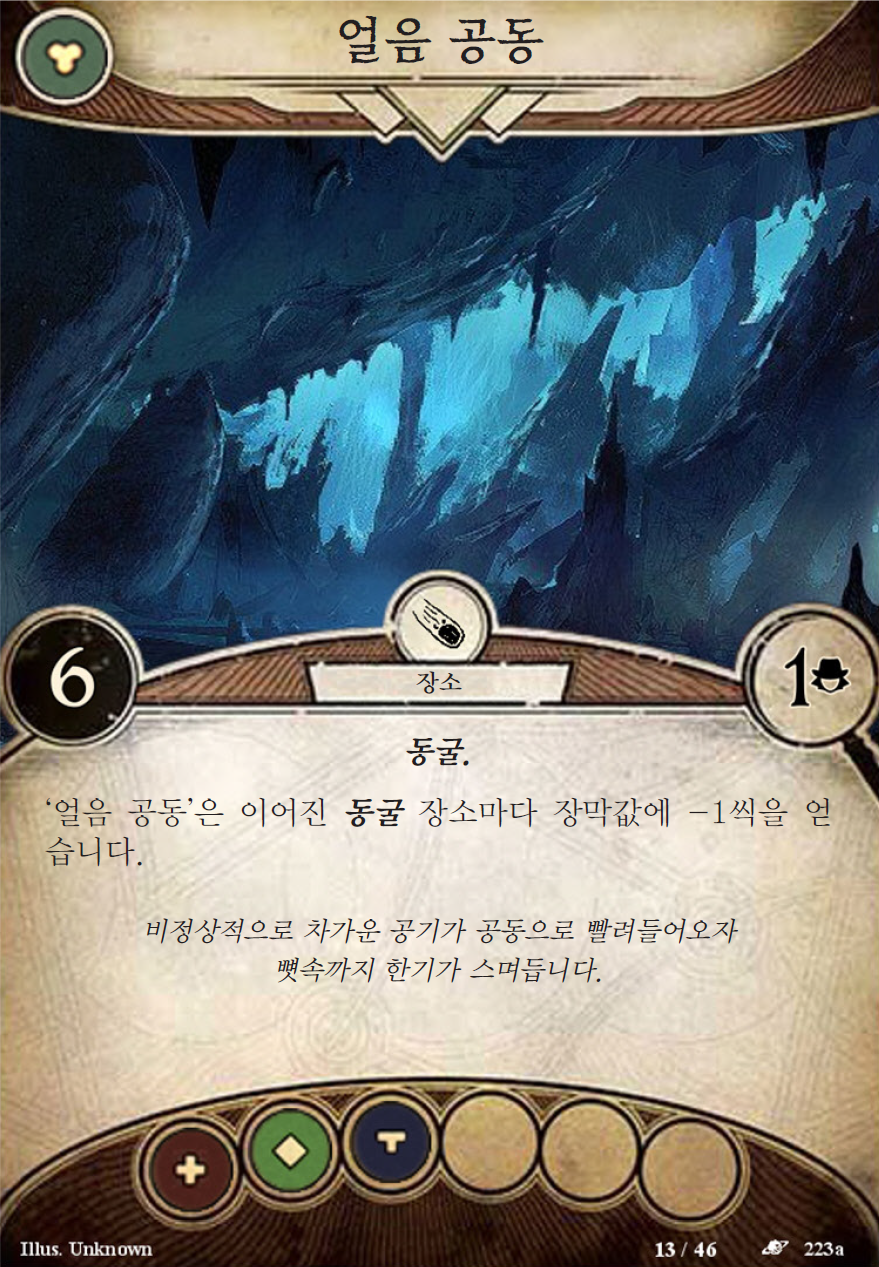 얼음 공동
6
1
장소
동굴.
‘얼음 공동’은 이어진 동굴 장소마다 장막값에 -1씩을 얻
습니다.
비정상적으로 차가운 공기가 공동으로 빨려들어오자
뼛속까지 한기가 스며듭니다.
Illus. Unknown
13 / 46
223a